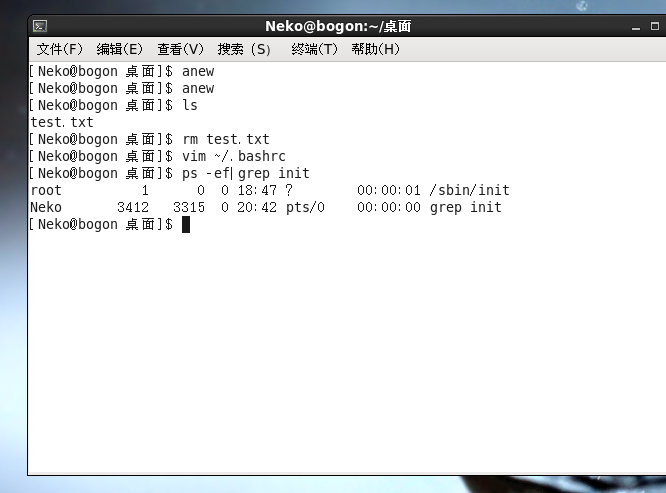 Neko@bogon:~/桌面
文件(F) 编辑(E) 查看(V) 搜索 (S) 终端(T) 帮助(H)
[Neko@bogon 桌面]$ anew
[Neko@bogon 桌面]$ anew
[Neko@bogon 桌面]$ ls
test.txt
[Neko@bogon 桌面]$ rm test.txt
[Neko@bogon 桌面]$ vim ~/.bashrc
[Neko@bogon 桌面]$ ps -ef|grep init
root          1      0  0 18:47 ?        00:00:01 /sbin/init
Neko       3412   3315  0 20:42 pts/0    00:00:00 grep init
[Neko@bogon 桌面]$